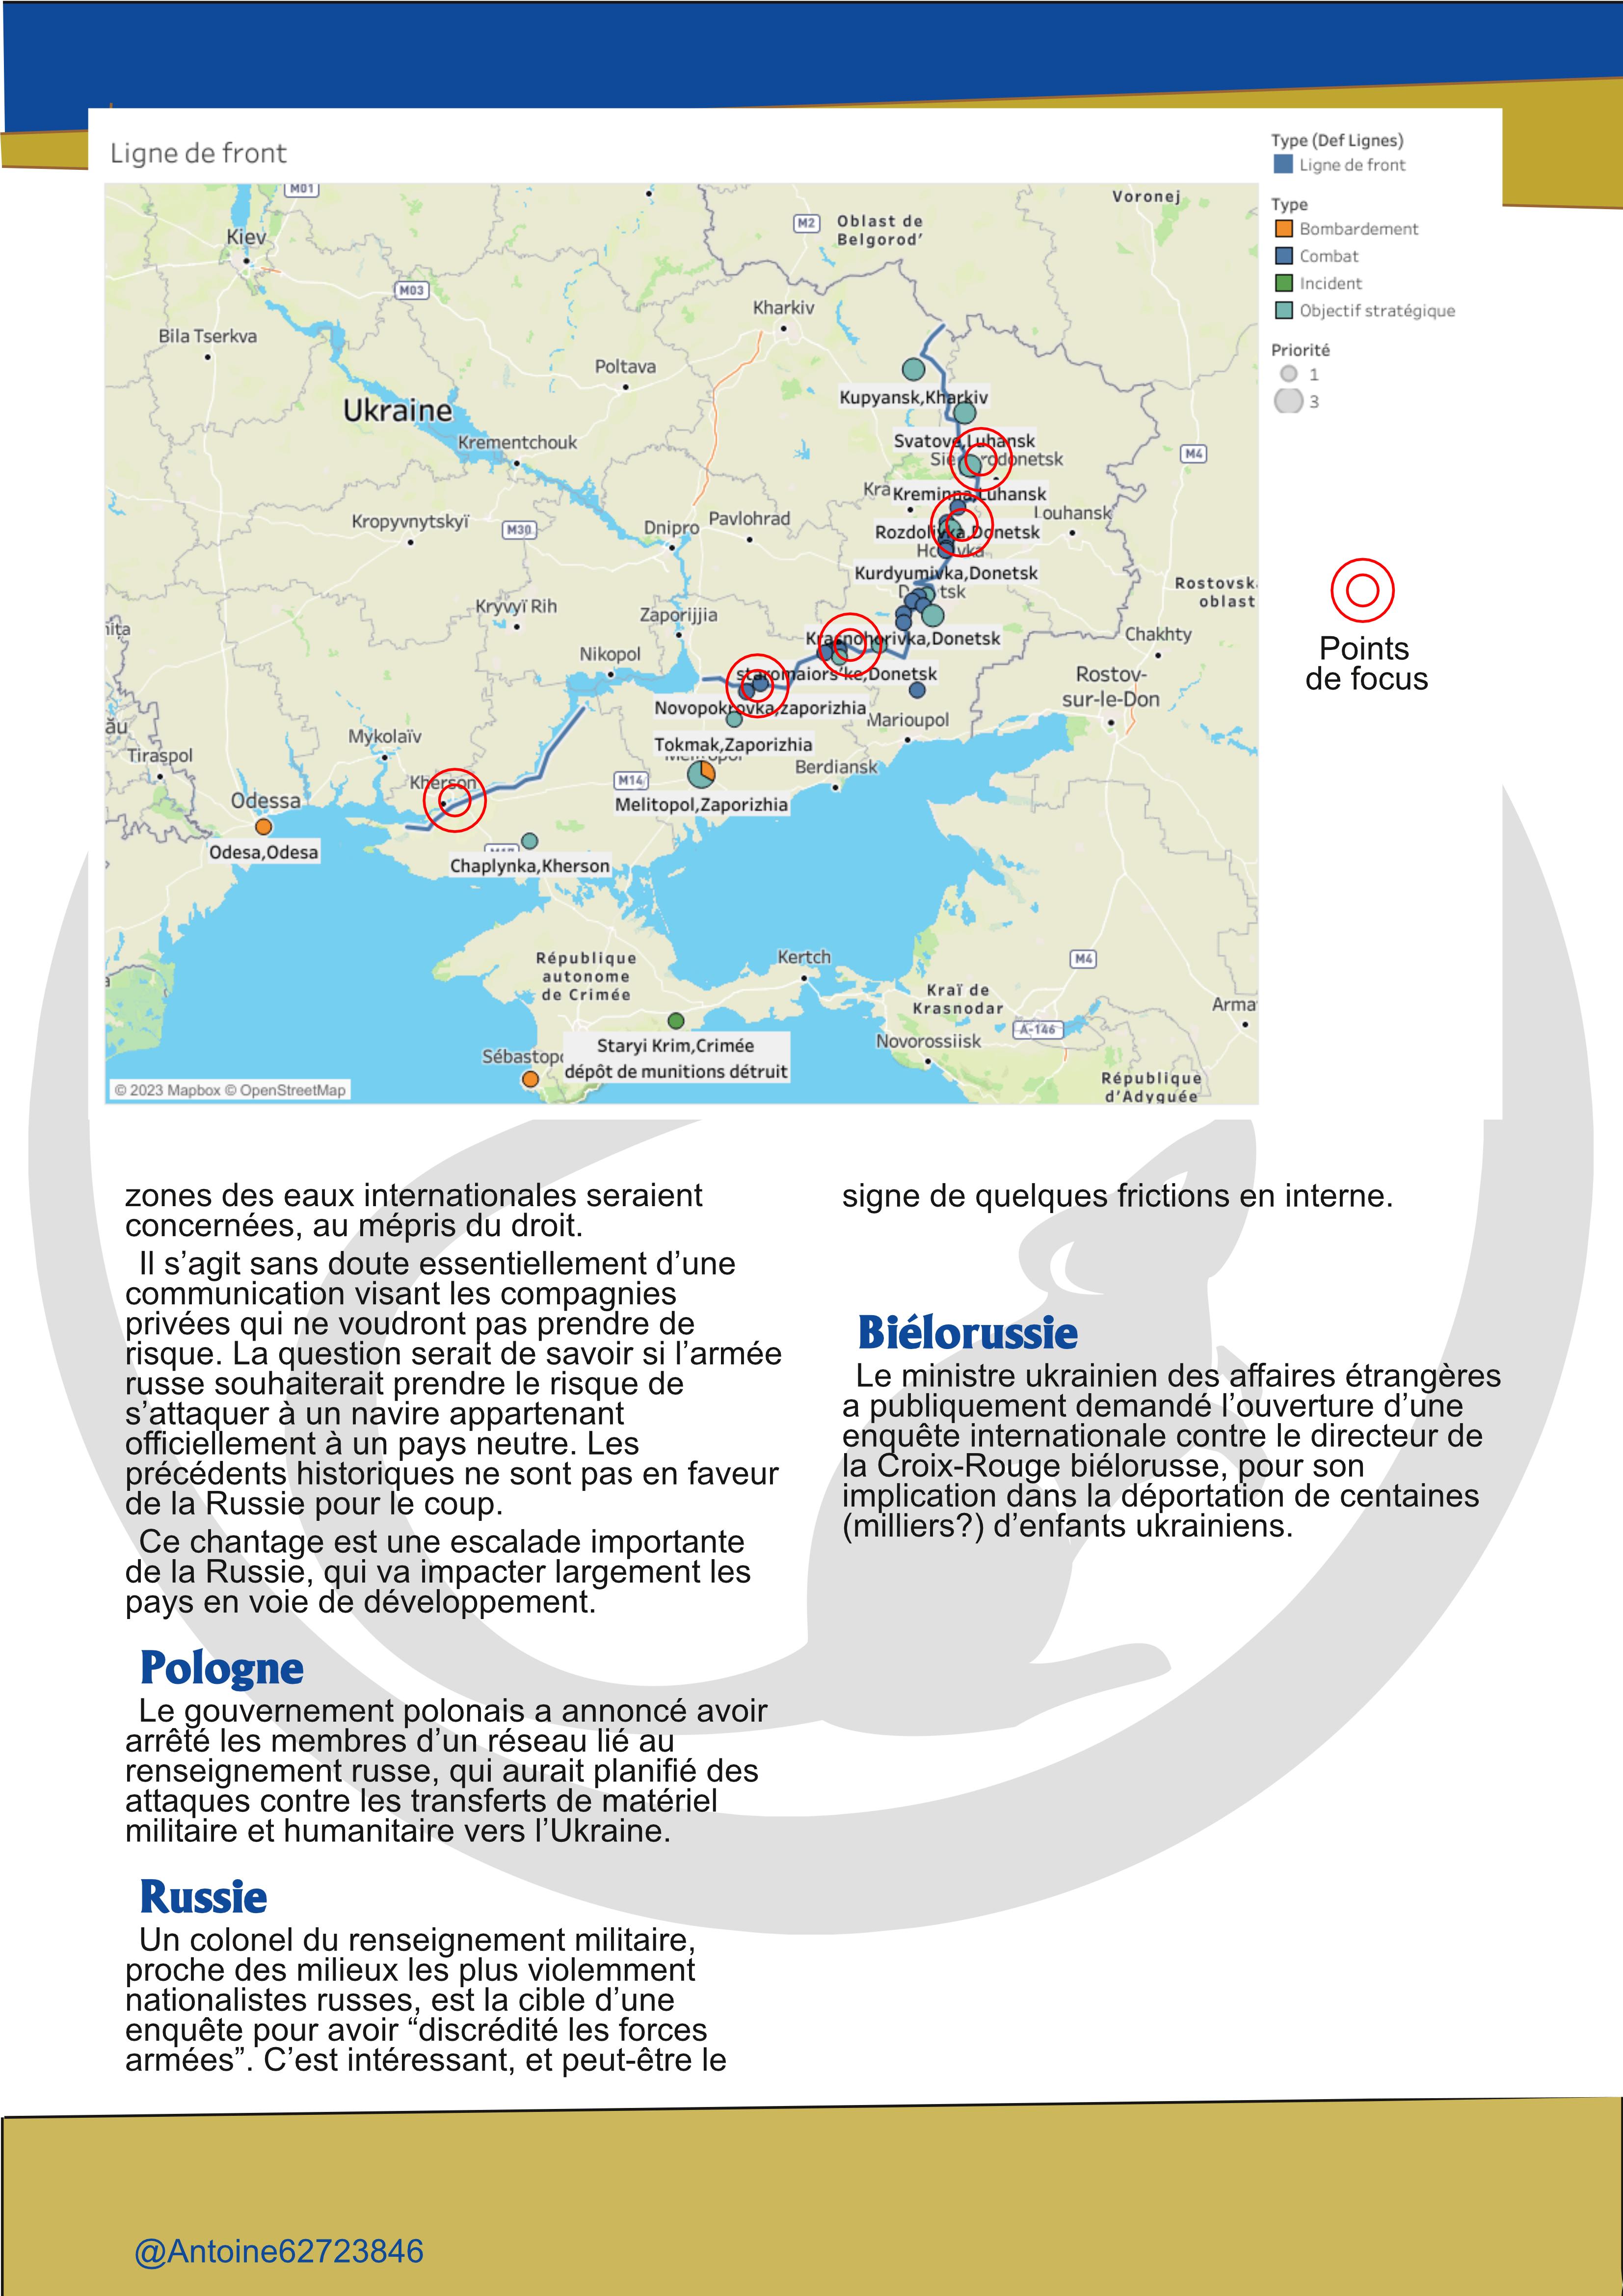 Ligne de front
Type (Def Lignes)
Ligne de front
Type
Bombardement
Combat
Incident
Objectif stratégique
Priorité
1
3
Points
de focus
M01
Kiev
M03
Bila Tserkva
Ukraine
Poltava
Krementchouk
Kharkiv
M2
Oblast de
Belgorod'
Voronej
Kupyansk,Kharkiv
Svatove,Luhansk
M4
Kreminna,Luhansk
Louhansk
Rozdolivka,Donetsk
Kurdyumivka,Donetsk
Kropyvnytskyï
M30
Dnipro
Pavlohrad
Kryvyï Rih
Zaporijjia
Nikopol
Krasnohorivka,Donetsk
staromaiors'ke,Donetsk
Novopokrovka,zaporizhia
Marioupol
Tokmak,Zaporizhia
Berdiansk
Melitopol,Zaporizhia
M14
Rostovsk
oblast
Chakhty
Rostov-
sur-le-Don
Mykolaïv
Tiraspol
Kherson
Odessa
Odesa,Odesa
Chaplynka,Kherson
République
autonome
de Crimée
Kertch
M4
Kraï de
Krasnodar
A-146
Arma
Novorossiisk
République
d'Adyguée
Staryi Krim,Crimée
dépôt de munitions détruit
© 2023 Mapbox © OpenStreetMap
zones des eaux internationales seraient
concernées, au mépris du droit.
Il s’agit sans doute essentiellement d’une
communication visant les compagnies
privées qui ne voudront pas prendre de
risque. La question serait de savoir si l’armée
russe souhaiterait prendre le risque de
s’attaquer à un navire appartenant
officiellement à un pays neutre. Les
précédents historiques ne sont pas en faveur
de la Russie pour le coup.
Ce chantage est une escalade importante
de la Russie, qui va impacter largement les
pays en voie de développement.
Pologne
Le gouvernement polonais a annoncé avoir
arrêté les membres d’un réseau lié au
renseignement russe, qui aurait planifié des
attaques contre les transferts de matériel
militaire et humanitaire vers l’Ukraine.
Russie
Un colonel du renseignement militaire,
proche des milieux les plus violemment
nationalistes russes, est la cible d’une
enquête pour avoir “discrédité les forces
armées”. C’est intéressant, et peut-être le
signe de quelques frictions en interne.
Biélorussie
Le ministre ukrainien des affaires étrangères
a publiquement demandé l’ouverture d’une
enquête internationale contre le directeur de
la Croix-Rouge biélorusse, pour son
implication dans la déportation de centaines
(milliers?) d’enfants ukrainiens.
@Antoine62723846